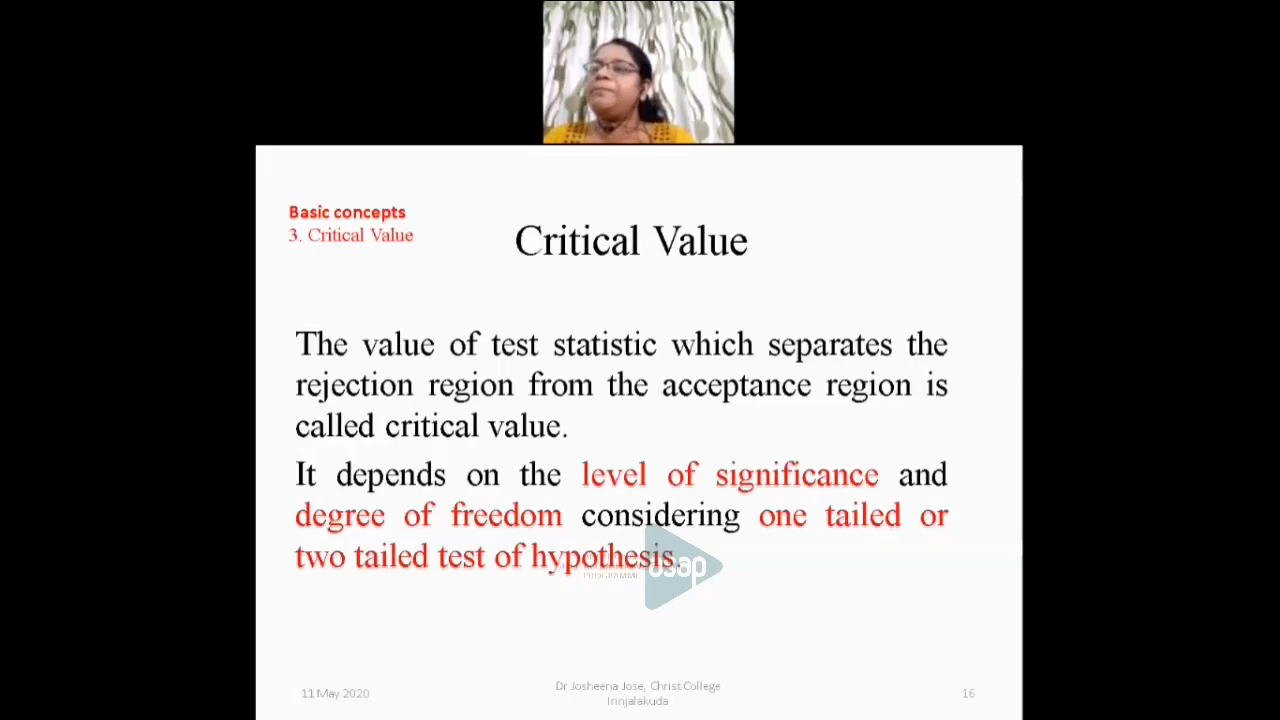 Basic concepts
3. Critical Value
Critical Value
The value of test statistic which separates the
rejection region from the acceptance region is
called critical value.
It depends on the level of significance and
degree of freedom considering one tailed or
two tailed test of hypothesis.
osap
PROGRAMME
11 May 2020
Dr Josheena Jose, Christ College
Irinjalakuda
16